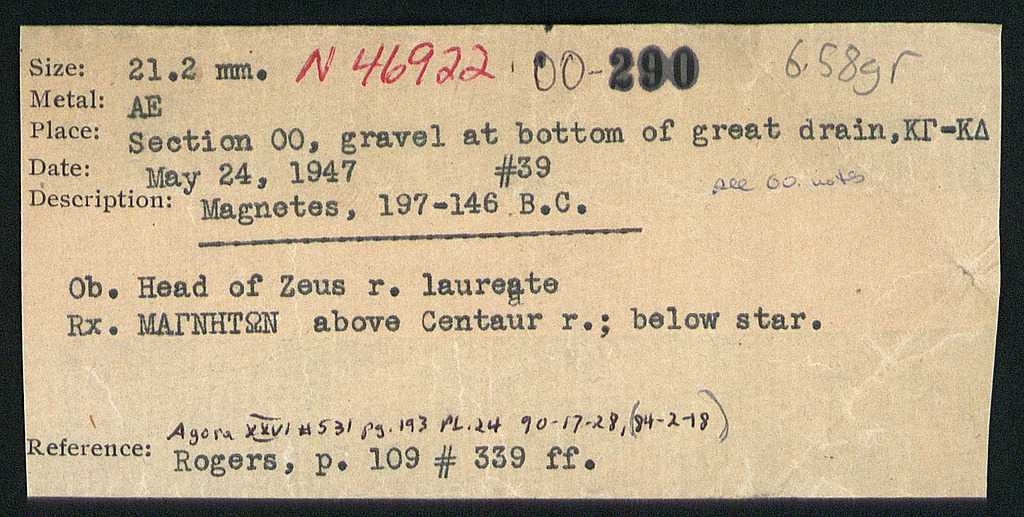 Size: 21.2 mm. N 46922 OO-290 658gr
Metal: AE
Place: Section OO, gravel at bottom of great drain,ΚΓ-ΚΔ
Date: May 24, 1947 #39 see OO. notes
Description: Magnetes, 197-146 B.C.
Ob. Head of Zeus r. laureate
Rx. ΜΑΓΝΗΤΩΝ above Centaur r.; below star.
Agora XXVI #531 pg. 193 PL. 24 90-17-28, (84-2-18)
Reference: Rogers, p. 109 # 339 ff.